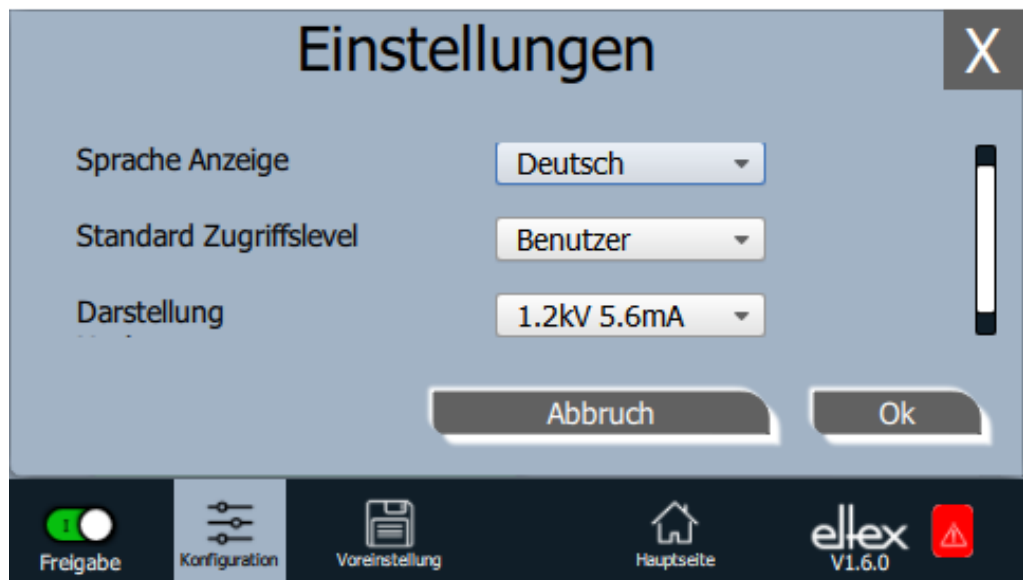 Einstellungen
X
Sprache Anzeige
Deutsch
Standard Zugriffslevel
Benutzer
Darstellung
1.2kV 5.6mA
Abbruch
Ok
I
Freigabe
Konfiguration
Voreinstellung
Hauptseite
eltex
V1.6.0